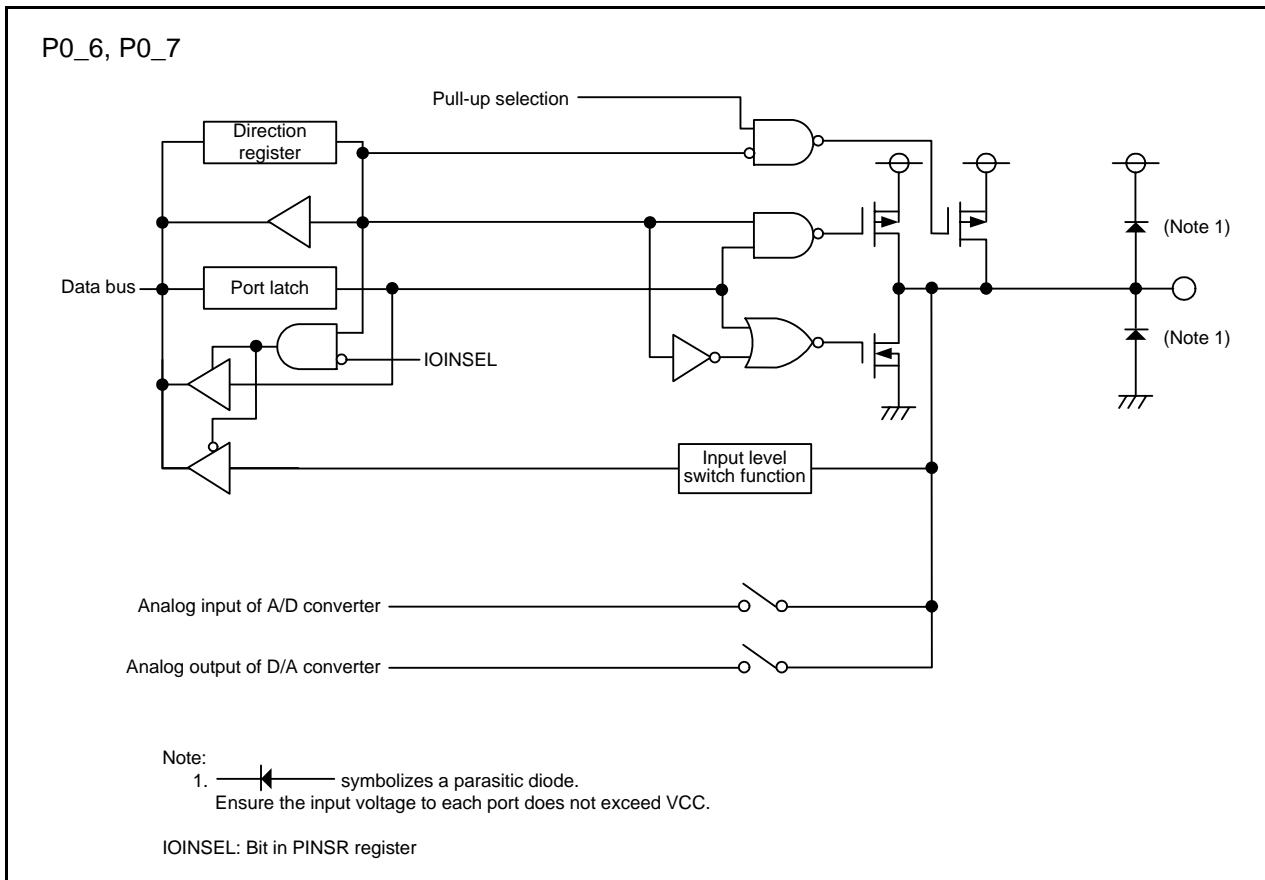 P0_6, P0_7
Pull-up selection
Direction
register
(Note 1)
Data bus
Port latch
IOINSEL
(Note 1)
Input level
switch function
Analog input of A/D converter
Analog output of D/A converter
Note:
1. symbolizes a parasitic diode.
Ensure the input voltage to each port does not exceed VCC.
IOINSEL: Bit in PINSR register